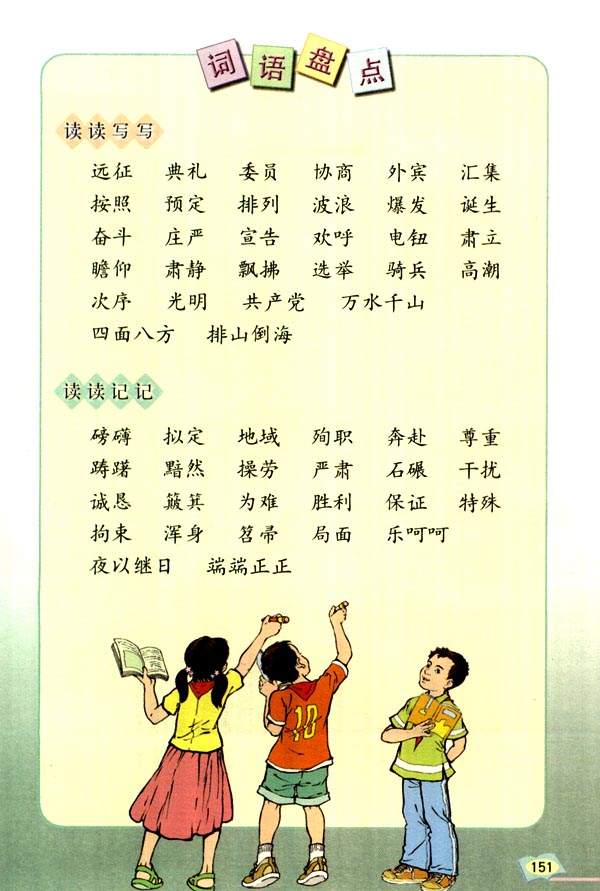 词语盘点
读读写写
远征 典礼 委员 协商 外宾 汇集
按照 预定 排列 波浪 爆发 诞生
奋斗 庄严 宣告 欢呼 电钮 肃立
瞻仰 肃静 飘拂 选举 骑兵 高潮
次序 光明 共产党 万水千山
四面八方 排山倒海
读读记记
磅礴 拟定 地域 殉职 奔赴 尊重
踌躇 黯然 操劳 严肃 石碾 干扰
诚恳 簸箕 为难 胜利 保证 特殊
拘束 浑身 笤帚 局面 乐呵呵
夜以继日 端端正正
10
151